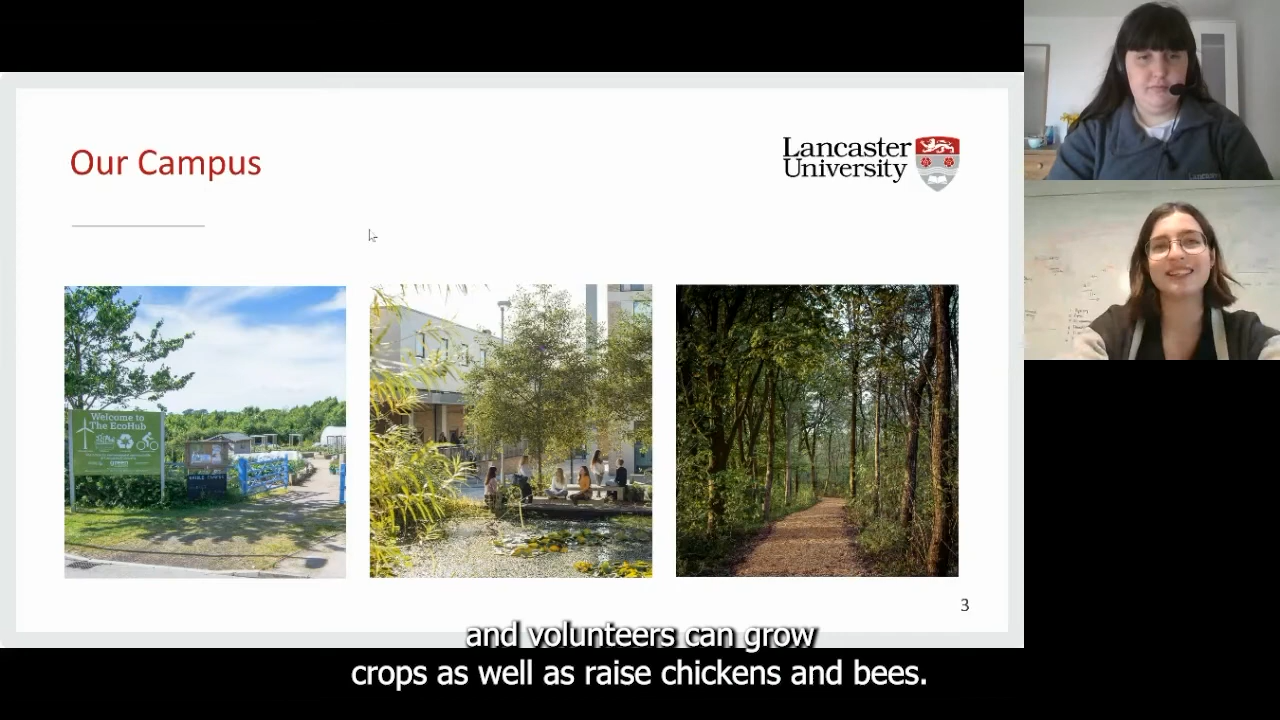 Our Campus
Lancaster
University
Welcome to
The EcoHub
3
and volunteers can grow
crops as well as raise chickens and bees.